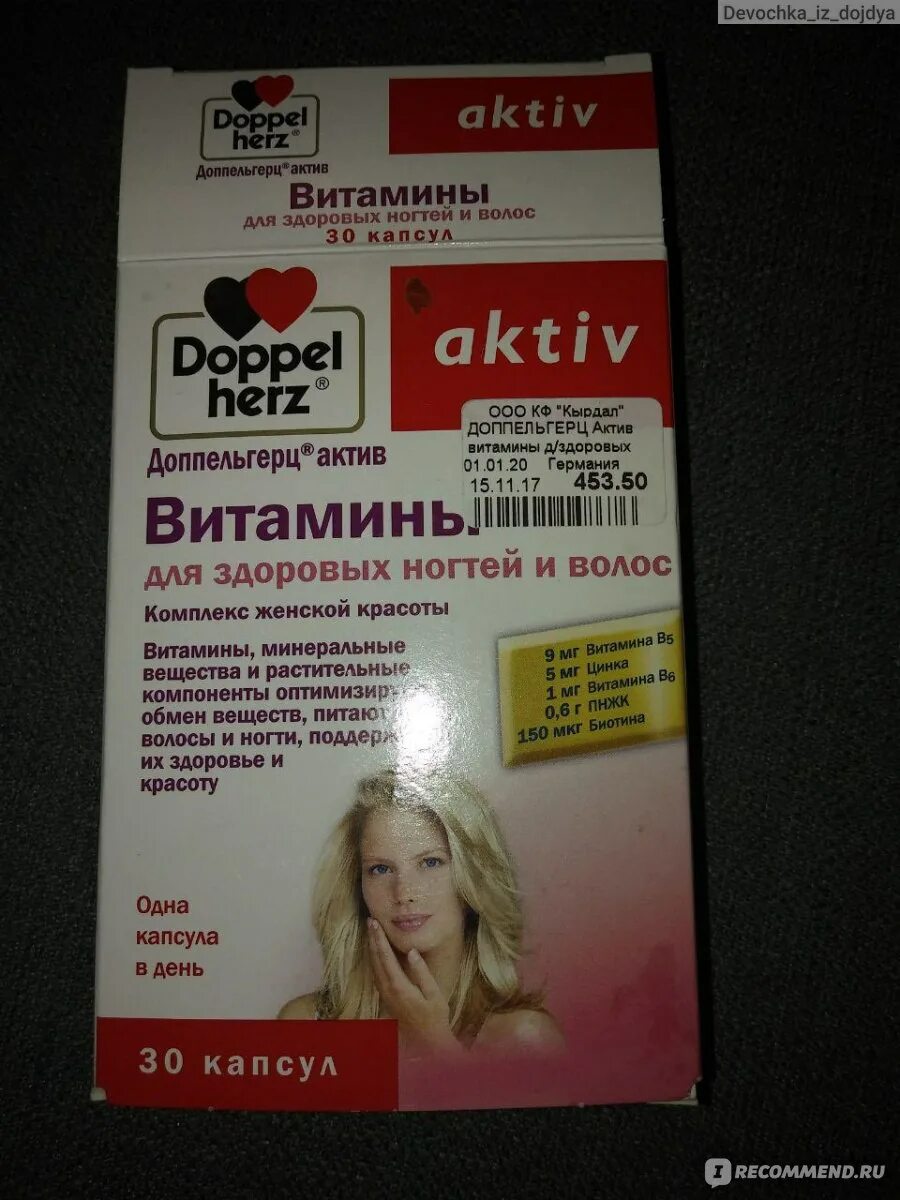 Devochka_iz_dojdya
Doppel
herz®
aktiv
Доппельгерц® актив
Витамины
для здоровых ногтей и волос
30 капсул
Doppel
herz®
aktiv
ООО КФ "Кырдал"
ДОППЕЛЬГЕРЦ Актив
витамины д/здоровых
01.01.20 Германия
15.11.17 453.50
Доппельгерц® актив
Витамины
для здоровых ногтей и волос
Комплекс женской красоты
Витамины, минеральные
вещества и растительные
компоненты
обмен веществ,
волосы и ногти,
их здоровье и
красоту
9 мг Витамина B5
5 мг Цинка
1 мг Витамина B6
0,6 г ПНЖК
150 мкг Биотина
Одна
капсула
в день
30 капсул
IRECOMMEND.RU